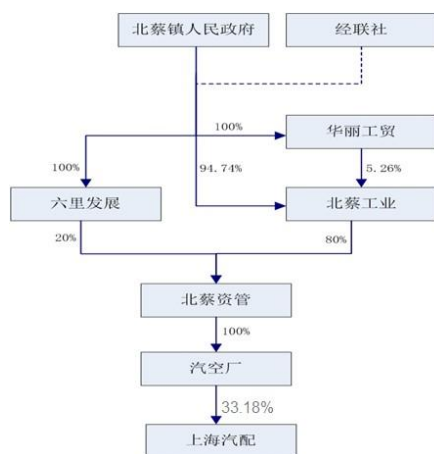 北蔡镇人民政府
经联社
100%
华丽工贸
100%
94.74%
5.26%
六里发展
北蔡工业
20%
80%
北蔡资管
100%
汽空厂
33.18%
上海汽配